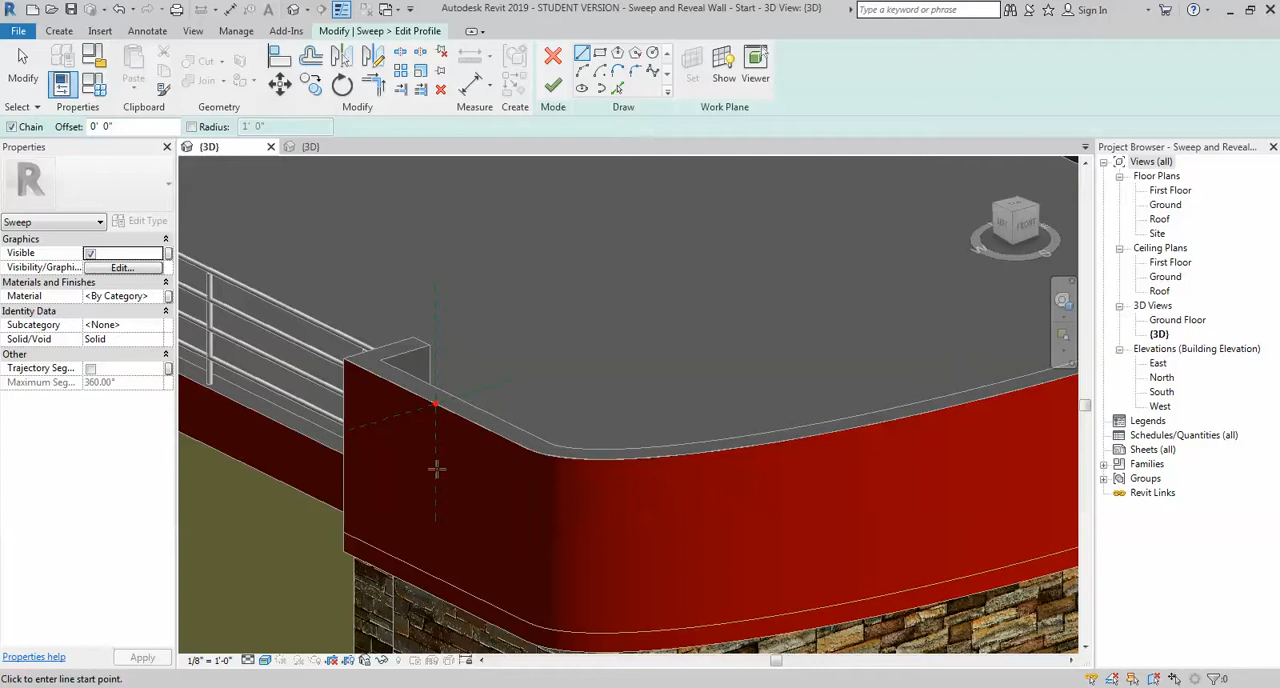 Autodesk Revit 2019 - STUDENT VERSION - Sweep and Reveal Wall - Start - 3D View: {3D}
Type a keyword or phrase
Sign In
File Create Insert Annotate View Manage Add-Ins Modify | Sweep > Edit Profile
Modify
Paste
Cut
Join
Set Show Viewer
Select Properties Clipboard Geometry Modify Measure Create Mode Draw Work Plane
Chain Offset: 0' 0" Radius: 1' 0"
Properties
{3D}
{3D}
Project Browser - Sweep and Reveal...
R
Sweep
Edit Type
Graphics
Visible
Visibility/Graphi... Edit...
Materials and Finishes
Material <By Category>
Identity Data
Subcategory <None>
Solid/Void Solid
Other
Trajectory Seg...
Maximum Seg... 360.00°
Properties help
Apply
FRONT
Views (all)
Floor Plans
First Floor
Ground
Roof
Site
Ceiling Plans
First Floor
Ground
Roof
3D Views
Ground Floor
{3D}
Elevations (Building Elevation)
East
North
South
West
Legends
Schedules/Quantities (all)
Sheets (all)
Families
Groups
Revit Links
1/8" = 1'-0"
Click to enter line start point.
:0